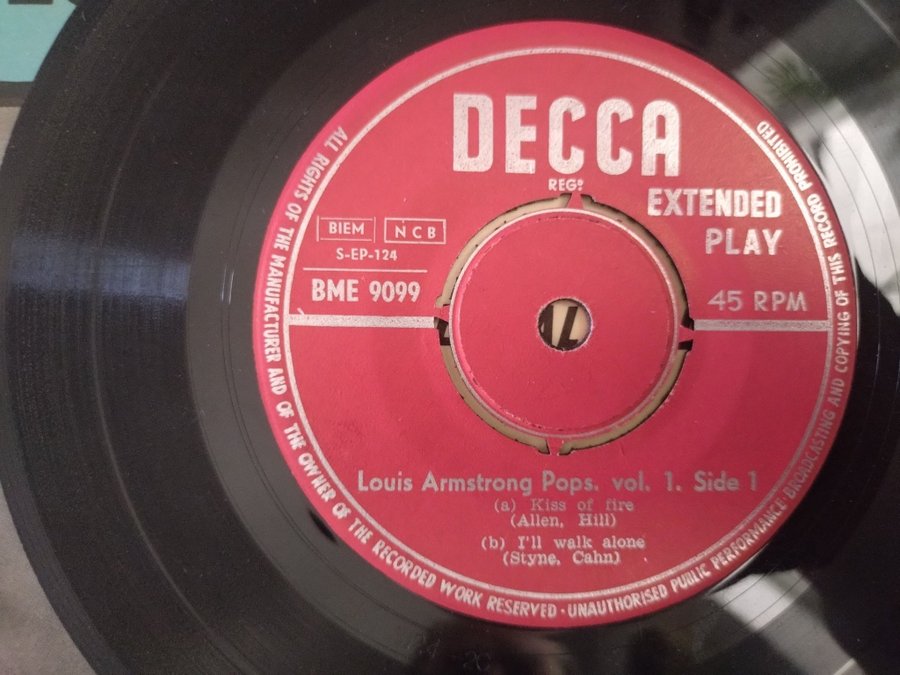 DECCA
REGD
EXTENDED
PLAY
BIEM NCB
S-EP-124
BME 9099
45 RPM
Louis Armstrong Pops. vol. 1. Side 1
(a) Kiss of fire
(Allen, Hill)
(b) I'll walk alone
(Styne, Cahn)
ALL RIGHTS OF THE MANUFACTURER AND OF THE OWNER OF THE RECORDED WORK RESERVED · UNAUTHORISED PUBLIC PERFORMANCE · BROADCASTING AND COPYING OF THIS RECORD PROHIBITED